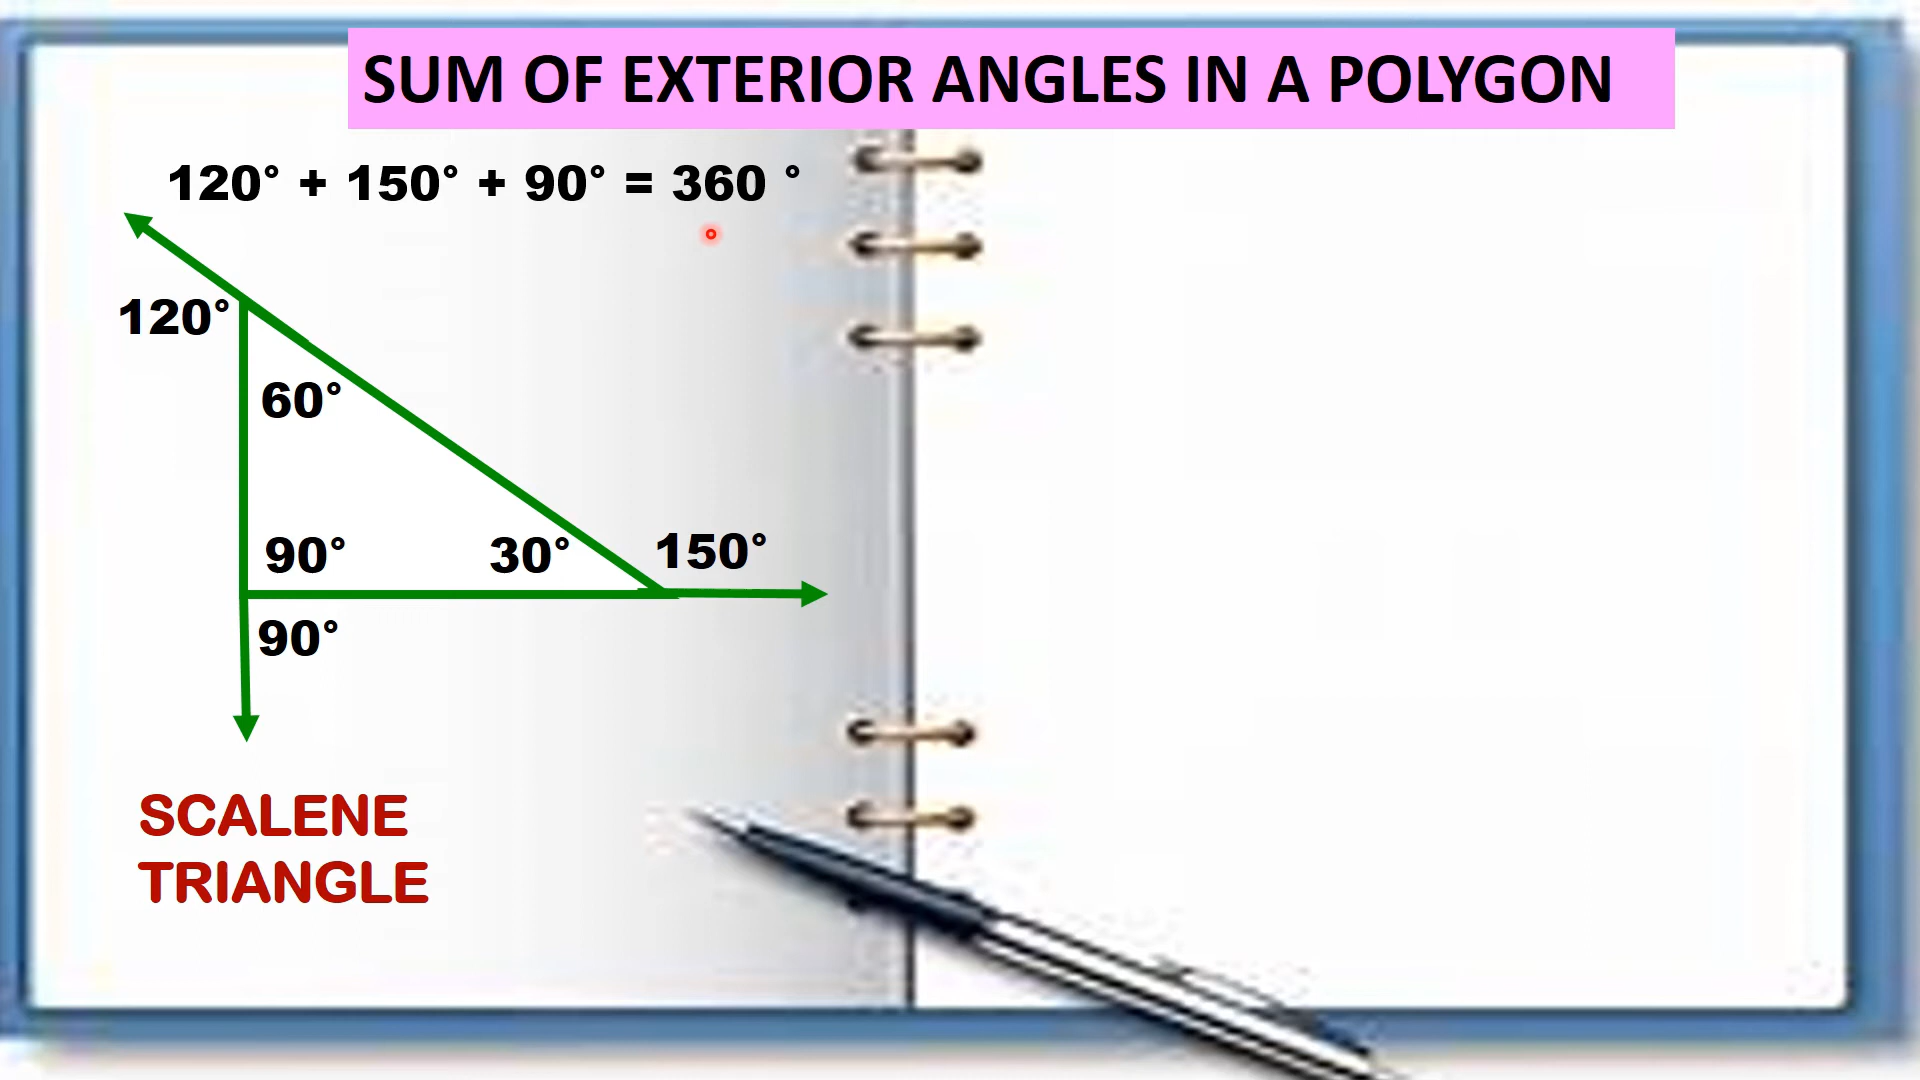 SUM OF EXTERIOR ANGLES IN A POLYGON
120° + 150° + 90° = 360 °
120°
60°
90°
30°
150°
90°
SCALENE
TRIANGLE